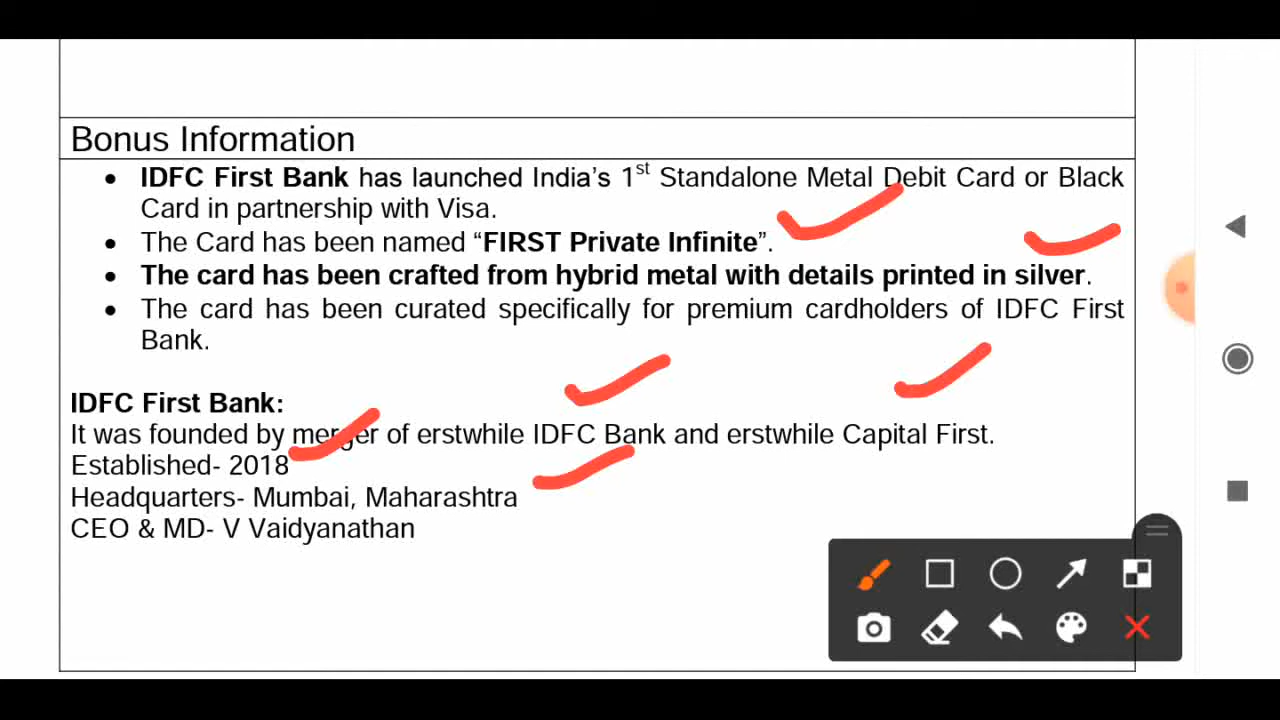 Bonus Information
• IDFC First Bank has launched India's 1st Standalone Metal Debit Card or Black
Card in partnership with Visa.
• The Card has been named “FIRST Private Infinite”.
• The card has been crafted from hybrid metal with details printed in silver.
• The card has been curated specifically for premium cardholders of IDFC First
Bank.
IDFC First Bank:
It was founded by merger of erstwhile IDFC Bank and erstwhile Capital First.
Established- 2018
Headquarters- Mumbai, Maharashtra
CEO & MD- V Vaidyanathan